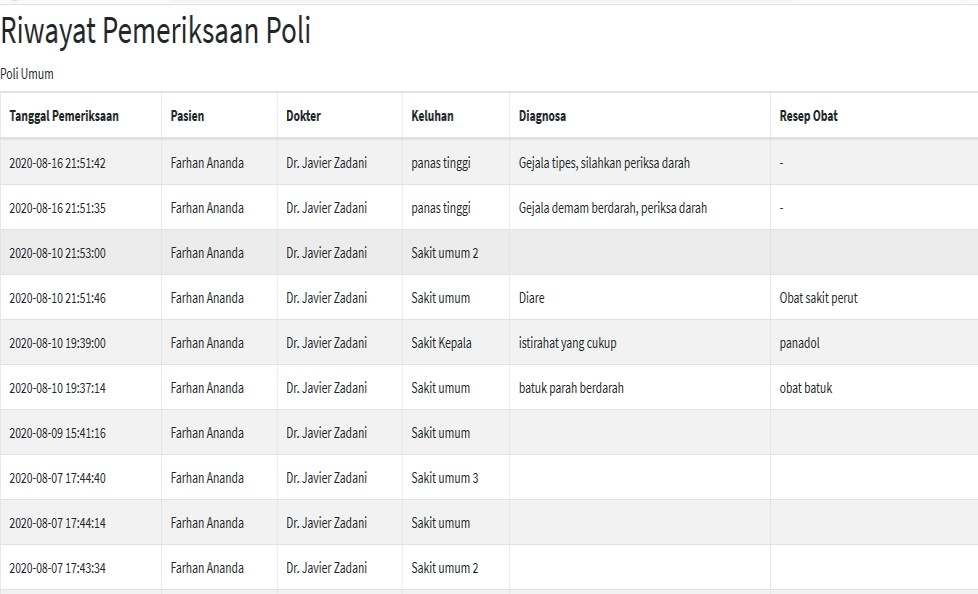 Riwayat Pemeriksaan Poli
Poli Umum
Tanggal Pemeriksaan Pasien Dokter Keluhan Diagnosa Resep Obat
2020-08-16 21:51:42 Farhan Ananda Dr. Javier Zadani panas tinggi Gejala tipes, silahkan periksa darah -
2020-08-16 21:51:35 Farhan Ananda Dr. Javier Zadani panas tinggi Gejala demam berdarah, periksa darah -
2020-08-10 21:53:00 Farhan Ananda Dr. Javier Zadani Sakit umum 2
2020-08-10 21:51:46 Farhan Ananda Dr. Javier Zadani Sakit umum Diare Obat sakit perut
2020-08-10 19:39:00 Farhan Ananda Dr. Javier Zadani Sakit Kepala istirahat yang cukup panadol
2020-08-10 19:37:14 Farhan Ananda Dr. Javier Zadani Sakit umum batuk parah berdarah obat batuk
2020-08-09 15:41:16 Farhan Ananda Dr. Javier Zadani Sakit umum
2020-08-07 17:44:40 Farhan Ananda Dr. Javier Zadani Sakit umum 3
2020-08-07 17:44:14 Farhan Ananda Dr. Javier Zadani Sakit umum
2020-08-07 17:43:34 Farhan Ananda Dr. Javier Zadani Sakit umum 2